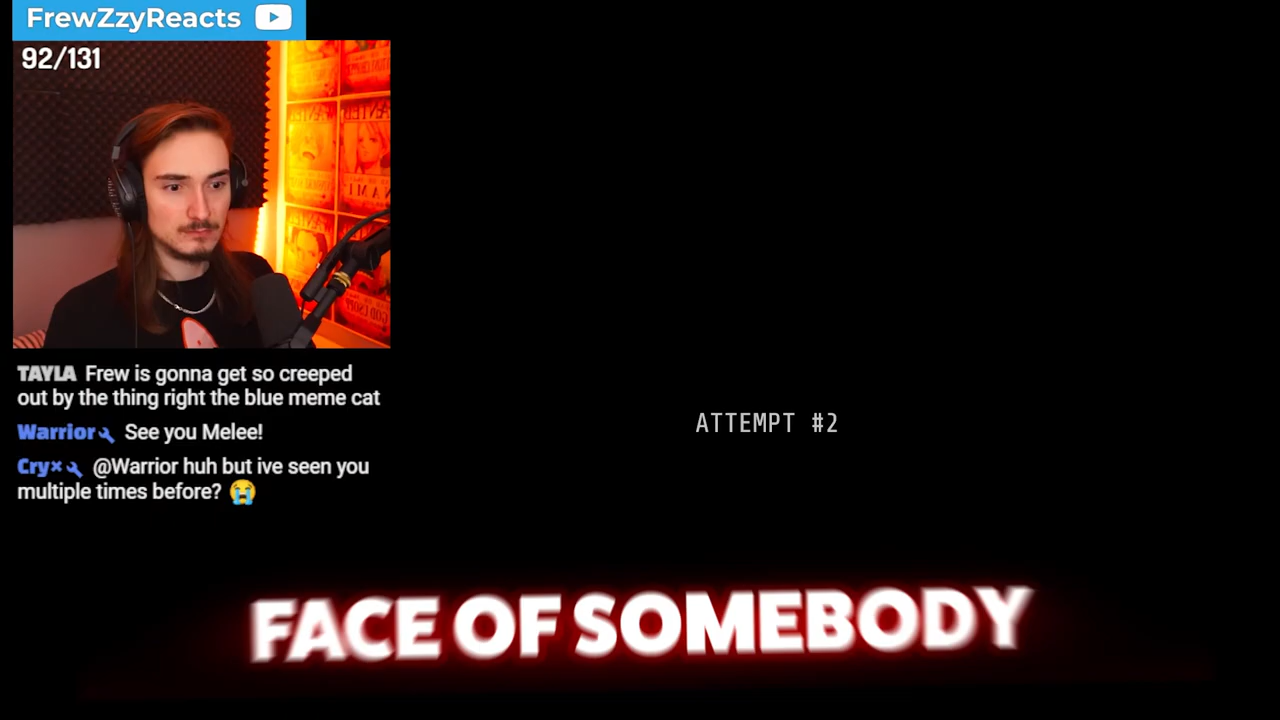 FrewZzyReacts
92/131
TAYLA Frew is gonna get so creeped
out by the thing right the blue meme cat
Warrior See you Melee!
Cry× @Warrior huh but ive seen you
multiple times before? 😭
ATTEMPT #2
FACE OF SOMEBODY